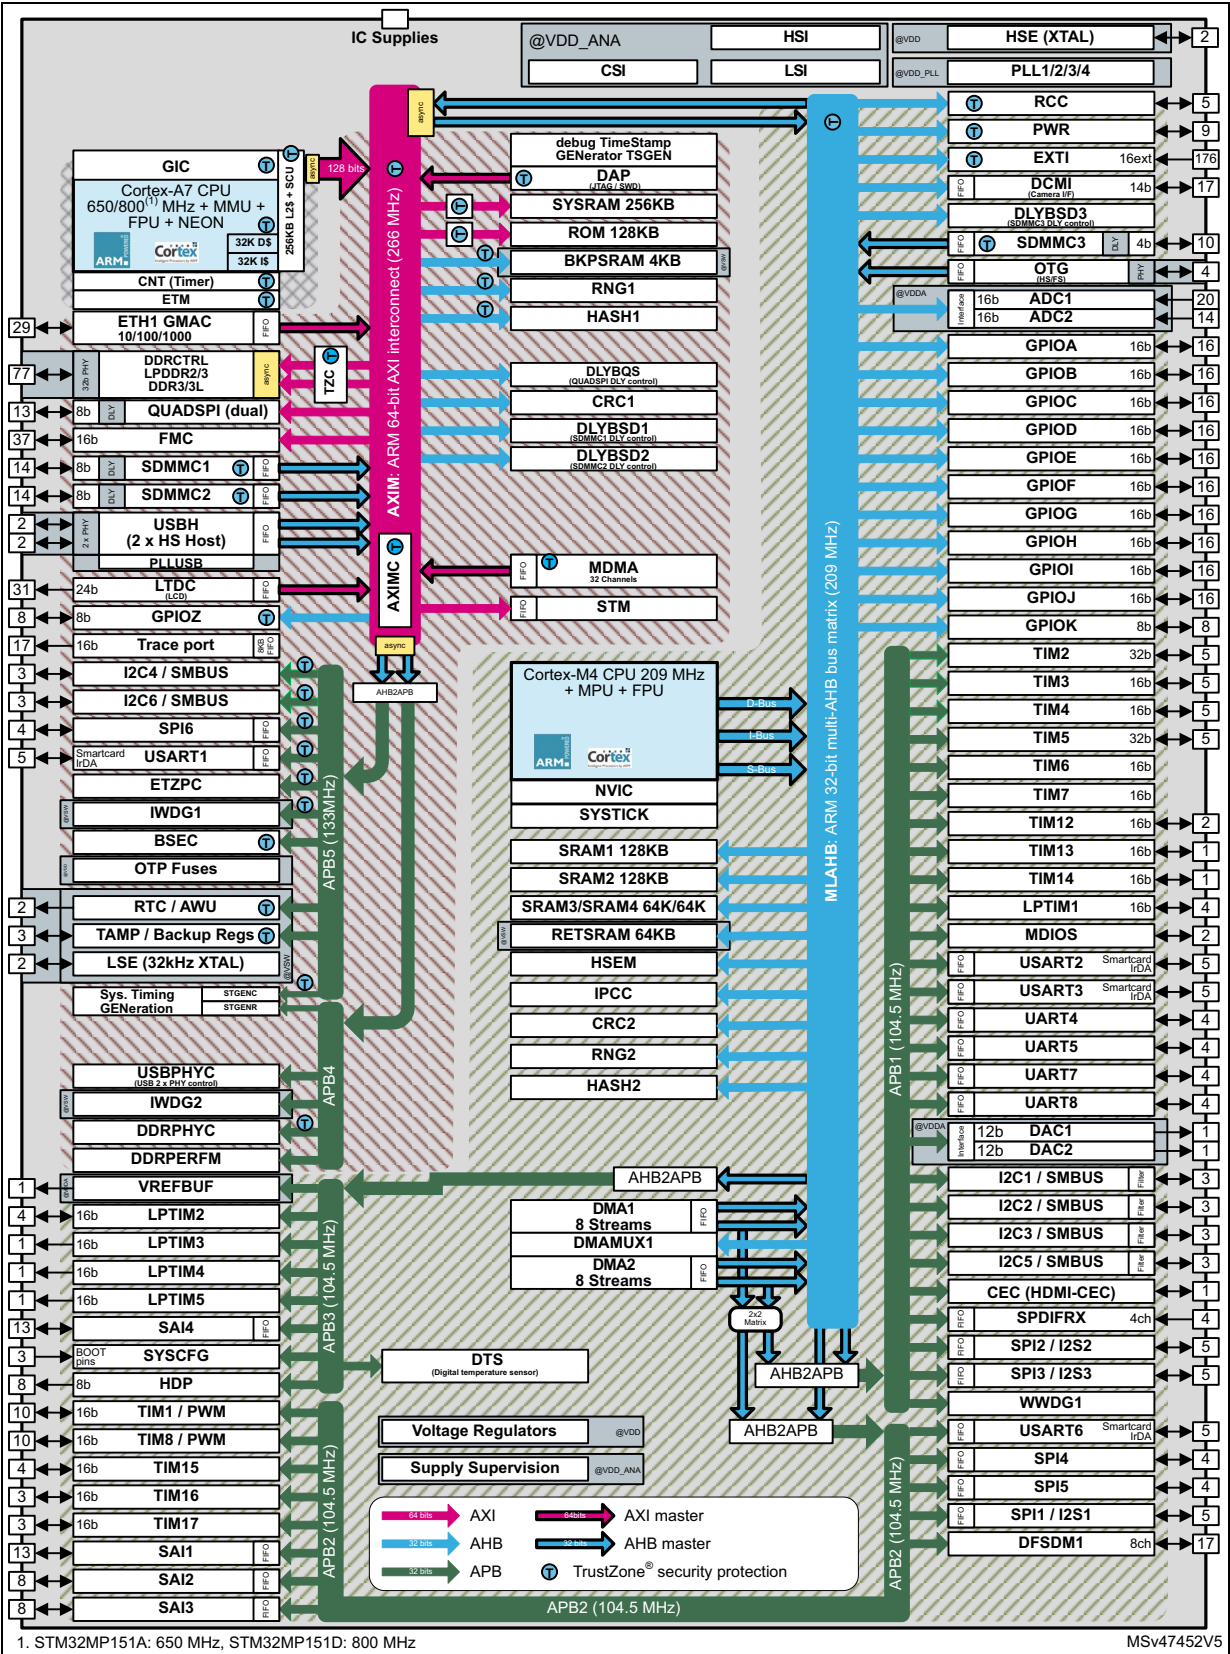 IC Supplies
@VDD_ANA
HSI
CSI
LSI
@VDD
HSE (XTAL)
2
@VDD_PLL
PLL1/2/3/4
async
RCC
5
PWR
9
EXTI
16ext
176
FIFO
DCMI
(Camera I/F)
14b
17
DLYBSD3
(SDMMC3 DLY control)
FIFO
SDMMC3
DLY
4b
10
FIFO
OTG
(HS/FS)
PHY
4
@VDDA
Interface
16b
ADC1
20
16b
ADC2
14
GPIOA
16b
16
GPIOB
16b
16
GPIOC
16b
16
GPIOD
16b
16
GPIOE
16b
16
GPIOF
16b
16
GPIOG
16b
16
GPIOH
16b
16
GPIOI
16b
16
GPIOJ
16b
16
GPIOK
8b
8
TIM2
32b
5
TIM3
16b
5
TIM4
16b
5
TIM5
32b
5
TIM6
16b
TIM7
16b
TIM12
16b
2
TIM13
16b
1
TIM14
16b
1
LPTIM1
16b
4
MDIOS
2
FIFO
USART2
Smartcard
IrDA
5
FIFO
USART3
Smartcard
IrDA
5
FIFO
UART4
4
FIFO
UART5
4
FIFO
UART7
4
FIFO
UART8
4
@VDDA
Interface
12b
DAC1
1
12b
DAC2
1
I2C1 / SMBUS
Filter
3
I2C2 / SMBUS
Filter
3
I2C3 / SMBUS
Filter
3
I2C5 / SMBUS
Filter
3
CEC (HDMI-CEC)
1
FIFO
SPDIFRX
4ch
4
FIFO
SPI2 / I2S2
5
FIFO
SPI3 / I2S3
5
WWDG1
FIFO
USART6
Smartcard
IrDA
5
FIFO
SPI4
4
FIFO
SPI5
4
FIFO
SPI1 / I2S1
5
DFSDM1
8ch
17
APB1 (104.5 MHz)
APB2 (104.5 MHz)
MLAHB: ARM 32-bit multi-AHB bus matrix (209 MHz)
T
debug TimeStamp
GENerator TSGEN
DAP
(JTAG / SWD)
SYSRAM 256KB
ROM 128KB
BKPSRAM 4KB
@VSW
RNG1
HASH1
DLYBQS
(QUADSPI DLY control)
CRC1
DLYBSD1
(SDMMC1 DLY control)
DLYBSD2
(SDMMC2 DLY control)
FIFO
MDMA
32 Channels
FIFO
STM
Cortex-M4 CPU 209 MHz
+ MPU + FPU
ARM POWERED
Cortex
Intelligent Processors by ARM
D-Bus
I-Bus
S-Bus
NVIC
SYSTICK
SRAM1 128KB
SRAM2 128KB
SRAM3/SRAM4 64K/64K
@VSW
RETSRAM 64KB
HSEM
IPCC
CRC2
RNG2
HASH2
AHB2APB
DMA1
8 Streams
FIFO
DMAMUX1
DMA2
8 Streams
FIFO
2x2
Matrix
AHB2APB
AHB2APB
DTS
(Digital temperature sensor)
Voltage Regulators
@VDD
Supply Supervision
@VDD_ANA
64 bits
AXI
64bits
AXI master
32 bits
AHB
32 bits
AHB master
32 bits
APB
T
TrustZone® security protection
APB2 (104.5 MHz)
AXIM: ARM 64-bit AXI interconnect (266 MHz)
AXIMC
T
async
AHB2APB
128 bits
async
GIC
T
256KB L2$ + SCU
Cortex-A7 CPU
650/800(1) MHz + MMU +
FPU + NEON
T
32K D$
32K I$
ARM POWERED
Cortex
Intelligent Processors by ARM
CNT (Timer)
T
ETM
T
29
ETH1 GMAC
10/100/1000
FIFO
77
32b PHY
DDRCTRL
LPDDR2/3
DDR3/3L
async
TZC
T
13
8b
DLY
QUADSPI (dual)
37
16b
FMC
14
8b
DLY
SDMMC1
T
FIFO
14
8b
DLY
SDMMC2
T
FIFO
2
2
2 x PHY
USBH
(2 x HS Host)
FIFO
PLLUSB
31
24b
LTDC
(LCD)
FIFO
8
8b
GPIOZ
T
17
16b
Trace port
8KB
FIFO
3
I2C4 / SMBUS
3
I2C6 / SMBUS
4
SPI6
FIFO
5
Smartcard
IrDA
USART1
FIFO
ETZPC
@VSW
IWDG1
BSEC
T
@VDD
OTP Fuses
2
RTC / AWU
T
3
TAMP / Backup Regs
T
2
LSE (32kHz XTAL)
@VSW
Sys. Timing
GENeration
STGENC
STGENR
APB5 (133MHz)
USBPHYC
(USB 2 x PHY control)
@VSW
IWDG2
DDRPHYC
DDRPERFM
APB4
1
@VDDA
VREFBUF
4
16b
LPTIM2
1
16b
LPTIM3
1
16b
LPTIM4
1
16b
LPTIM5
13
SAI4
FIFO
3
BOOT
pins
SYSCFG
8
8b
HDP
APB3 (104.5 MHz)
10
16b
TIM1 / PWM
10
16b
TIM8 / PWM
4
16b
TIM15
3
16b
TIM16
3
16b
TIM17
13
SAI1
FIFO
8
SAI2
FIFO
8
SAI3
FIFO
APB2 (104.5 MHz)
1. STM32MP151A: 650 MHz, STM32MP151D: 800 MHz
MSv47452V5